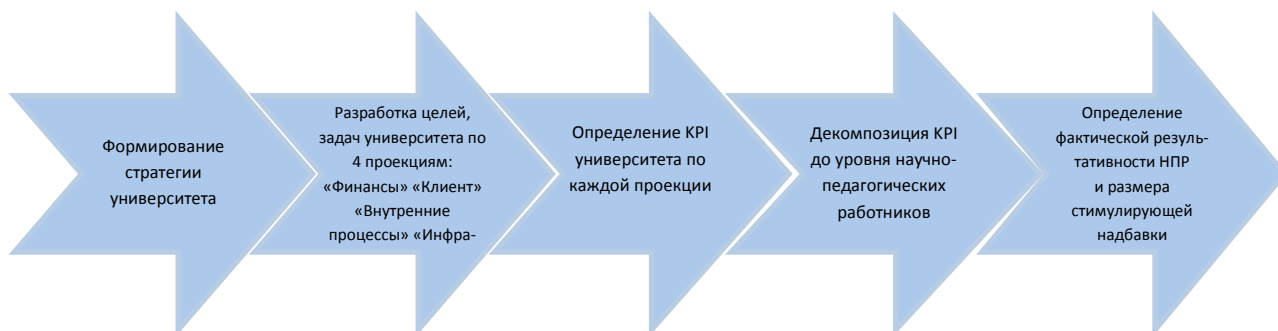 Формирование
стратегии
университета
Разработка целей,
задач университета по
4 проекциям:
«Финансы» «Клиент»
«Внутренние
процессы» «Инфра-
Определение KPI
университета по
каждой проекции
Декомпозиция KPI
до уровня научно-
педагогических
работников
Определение
фактической резуль-
тативности НПР
и размера
стимулирующей
надбавки